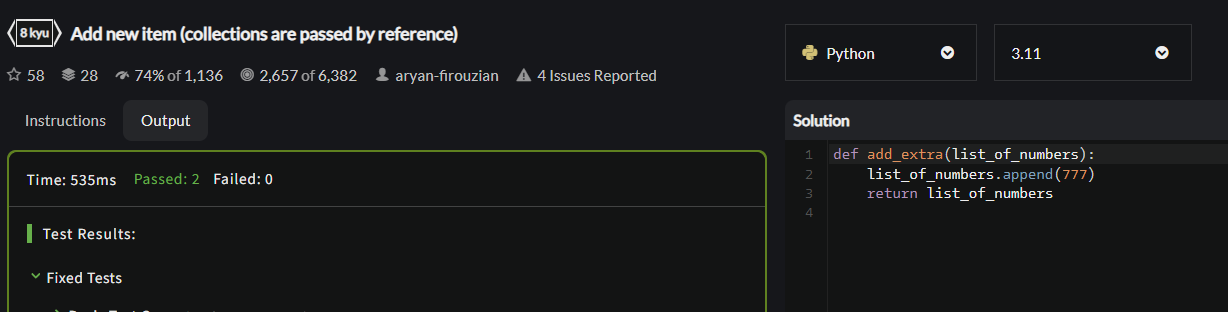 8 kyu Add new item (collections are passed by reference)
58 28 74% of 1,136 2,657 of 6,382 aryan-firouzian 4 Issues Reported
Instructions Output
Time: 535ms Passed: 2 Failed: 0
Test Results:
Fixed Tests
Python 3.11
Solution
1 def add_extra(list_of_numbers):
2 list_of_numbers.append(777)
3 return list_of_numbers
4